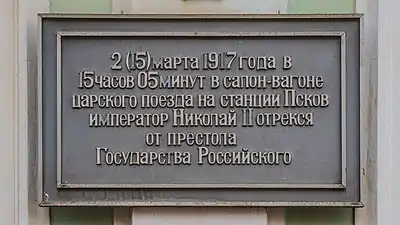 2 (15) марта 1917 года в
15 часов 05 минут в салон-вагоне
царского поезда на станции Псков
император Николай II отрекся
от престола
Государства Российского